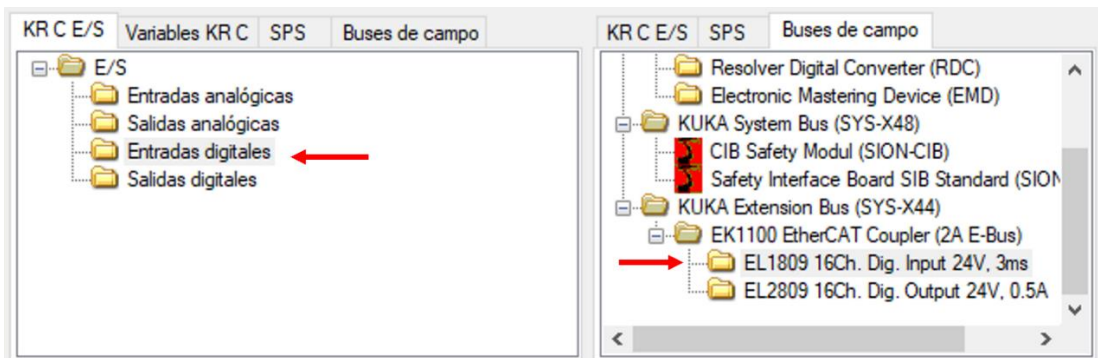 KR C E/S Variables KR C SPS Buses de campo
E/S
Entradas analógicas
Salidas analógicas
Entradas digitales
Salidas digitales
KR C E/S SPS Buses de campo
Resolver Digital Converter (RDC)
Electronic Mastering Device (EMD)
KUKA System Bus (SYS-X48)
CIB Safety Modul (SION-CIB)
Safety Interface Board SIB Standard (SION
KUKA Extension Bus (SYS-X44)
EK1100 EtherCAT Coupler (2A E-Bus)
EL1809 16Ch. Dig. Input 24V, 3ms
EL2809 16Ch. Dig. Output 24V, 0.5A